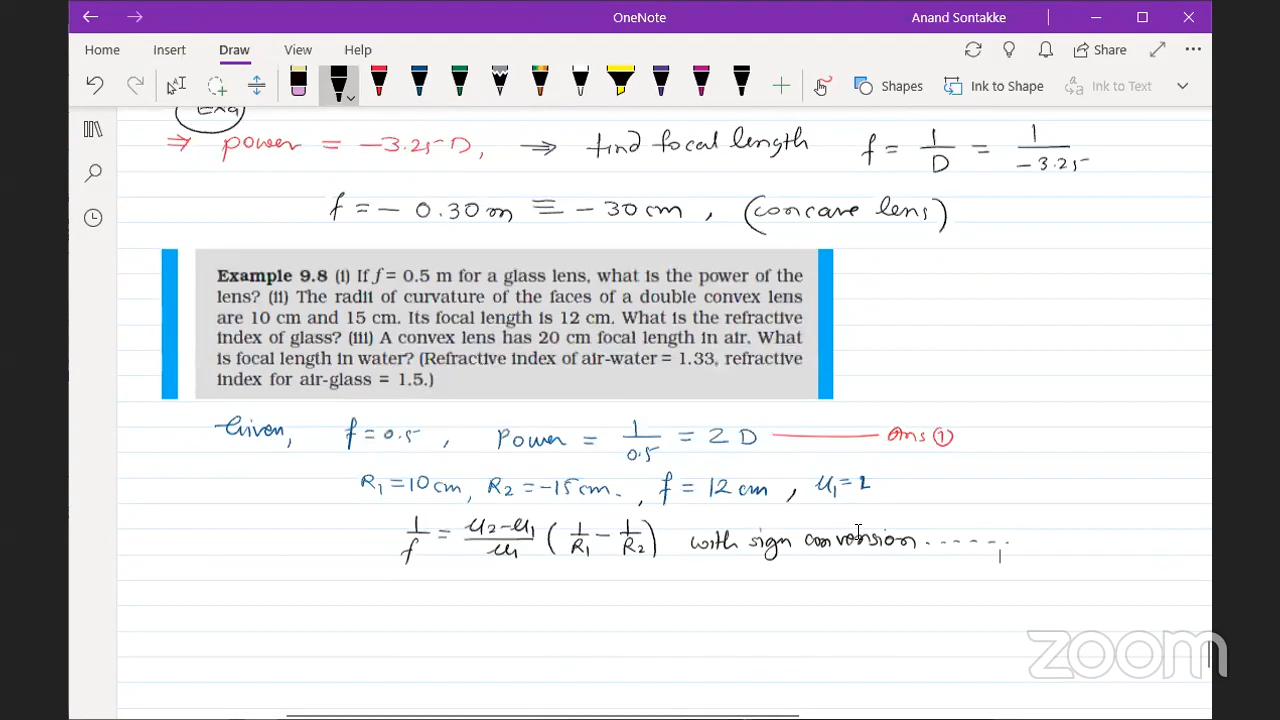 OneNote
Anand Sontakke
Home Insert Draw View Help
Share
Shapes Ink to Shape Ink to Text
Exa
⇒ power = -3.25 D, ⇒ find focal length f = 1/D = 1/-3.25
f = - 0.30 m ≡ - 30 cm, (concave lens)
Example 9.8 (i) If f = 0.5 m for a glass lens, what is the power of the
lens? (ii) The radii of curvature of the faces of a double convex lens
are 10 cm and 15 cm. Its focal length is 12 cm. What is the refractive
index of glass? (iii) A convex lens has 20 cm focal length in air. What
is focal length in water? (Refractive index of air-water = 1.33, refractive
index for air-glass = 1.5.)
Given, f = 0.5, Power = 1/0.5 = 2 D ——— Ans ①
R1 = 10 cm, R2 = -15 cm. , f = 12 cm , μ1 = 1
1/f = μ2-μ1/μ1 (1/R1 - 1/R2) with sign conversion ......
zoom